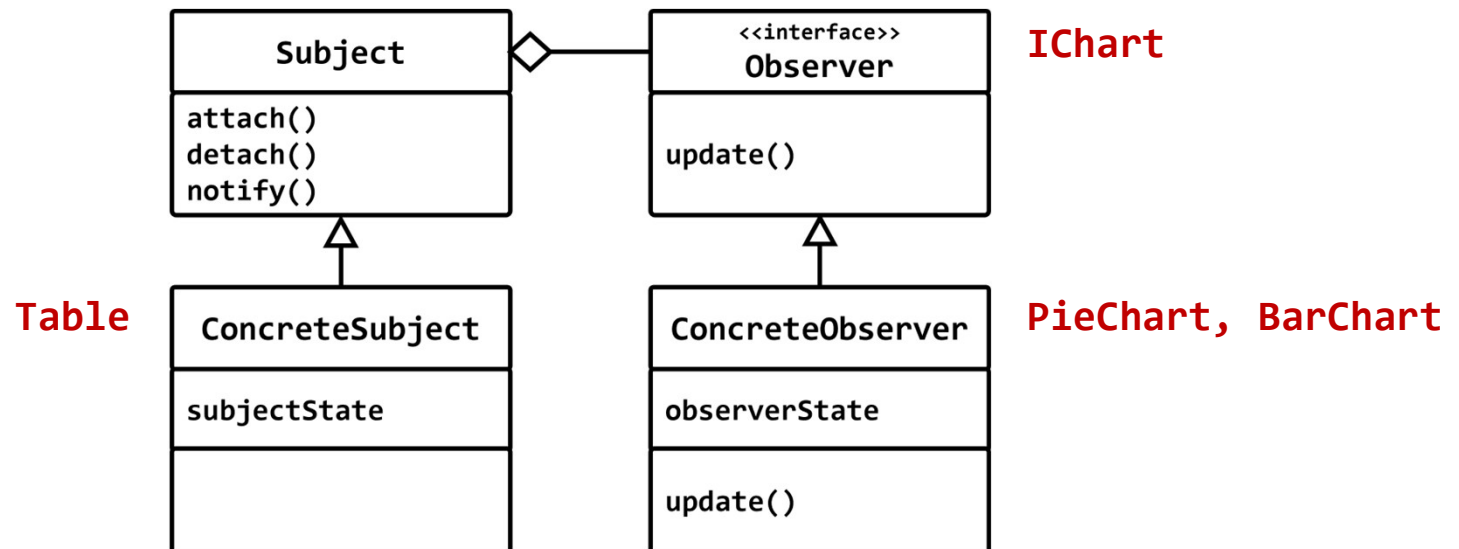 Subject
attach()
detach()
notify()
<<interface>>
Observer
update()
IChart
Table
ConcreteSubject
subjectState
ConcreteObserver
observerState
update()
PieChart, BarChart